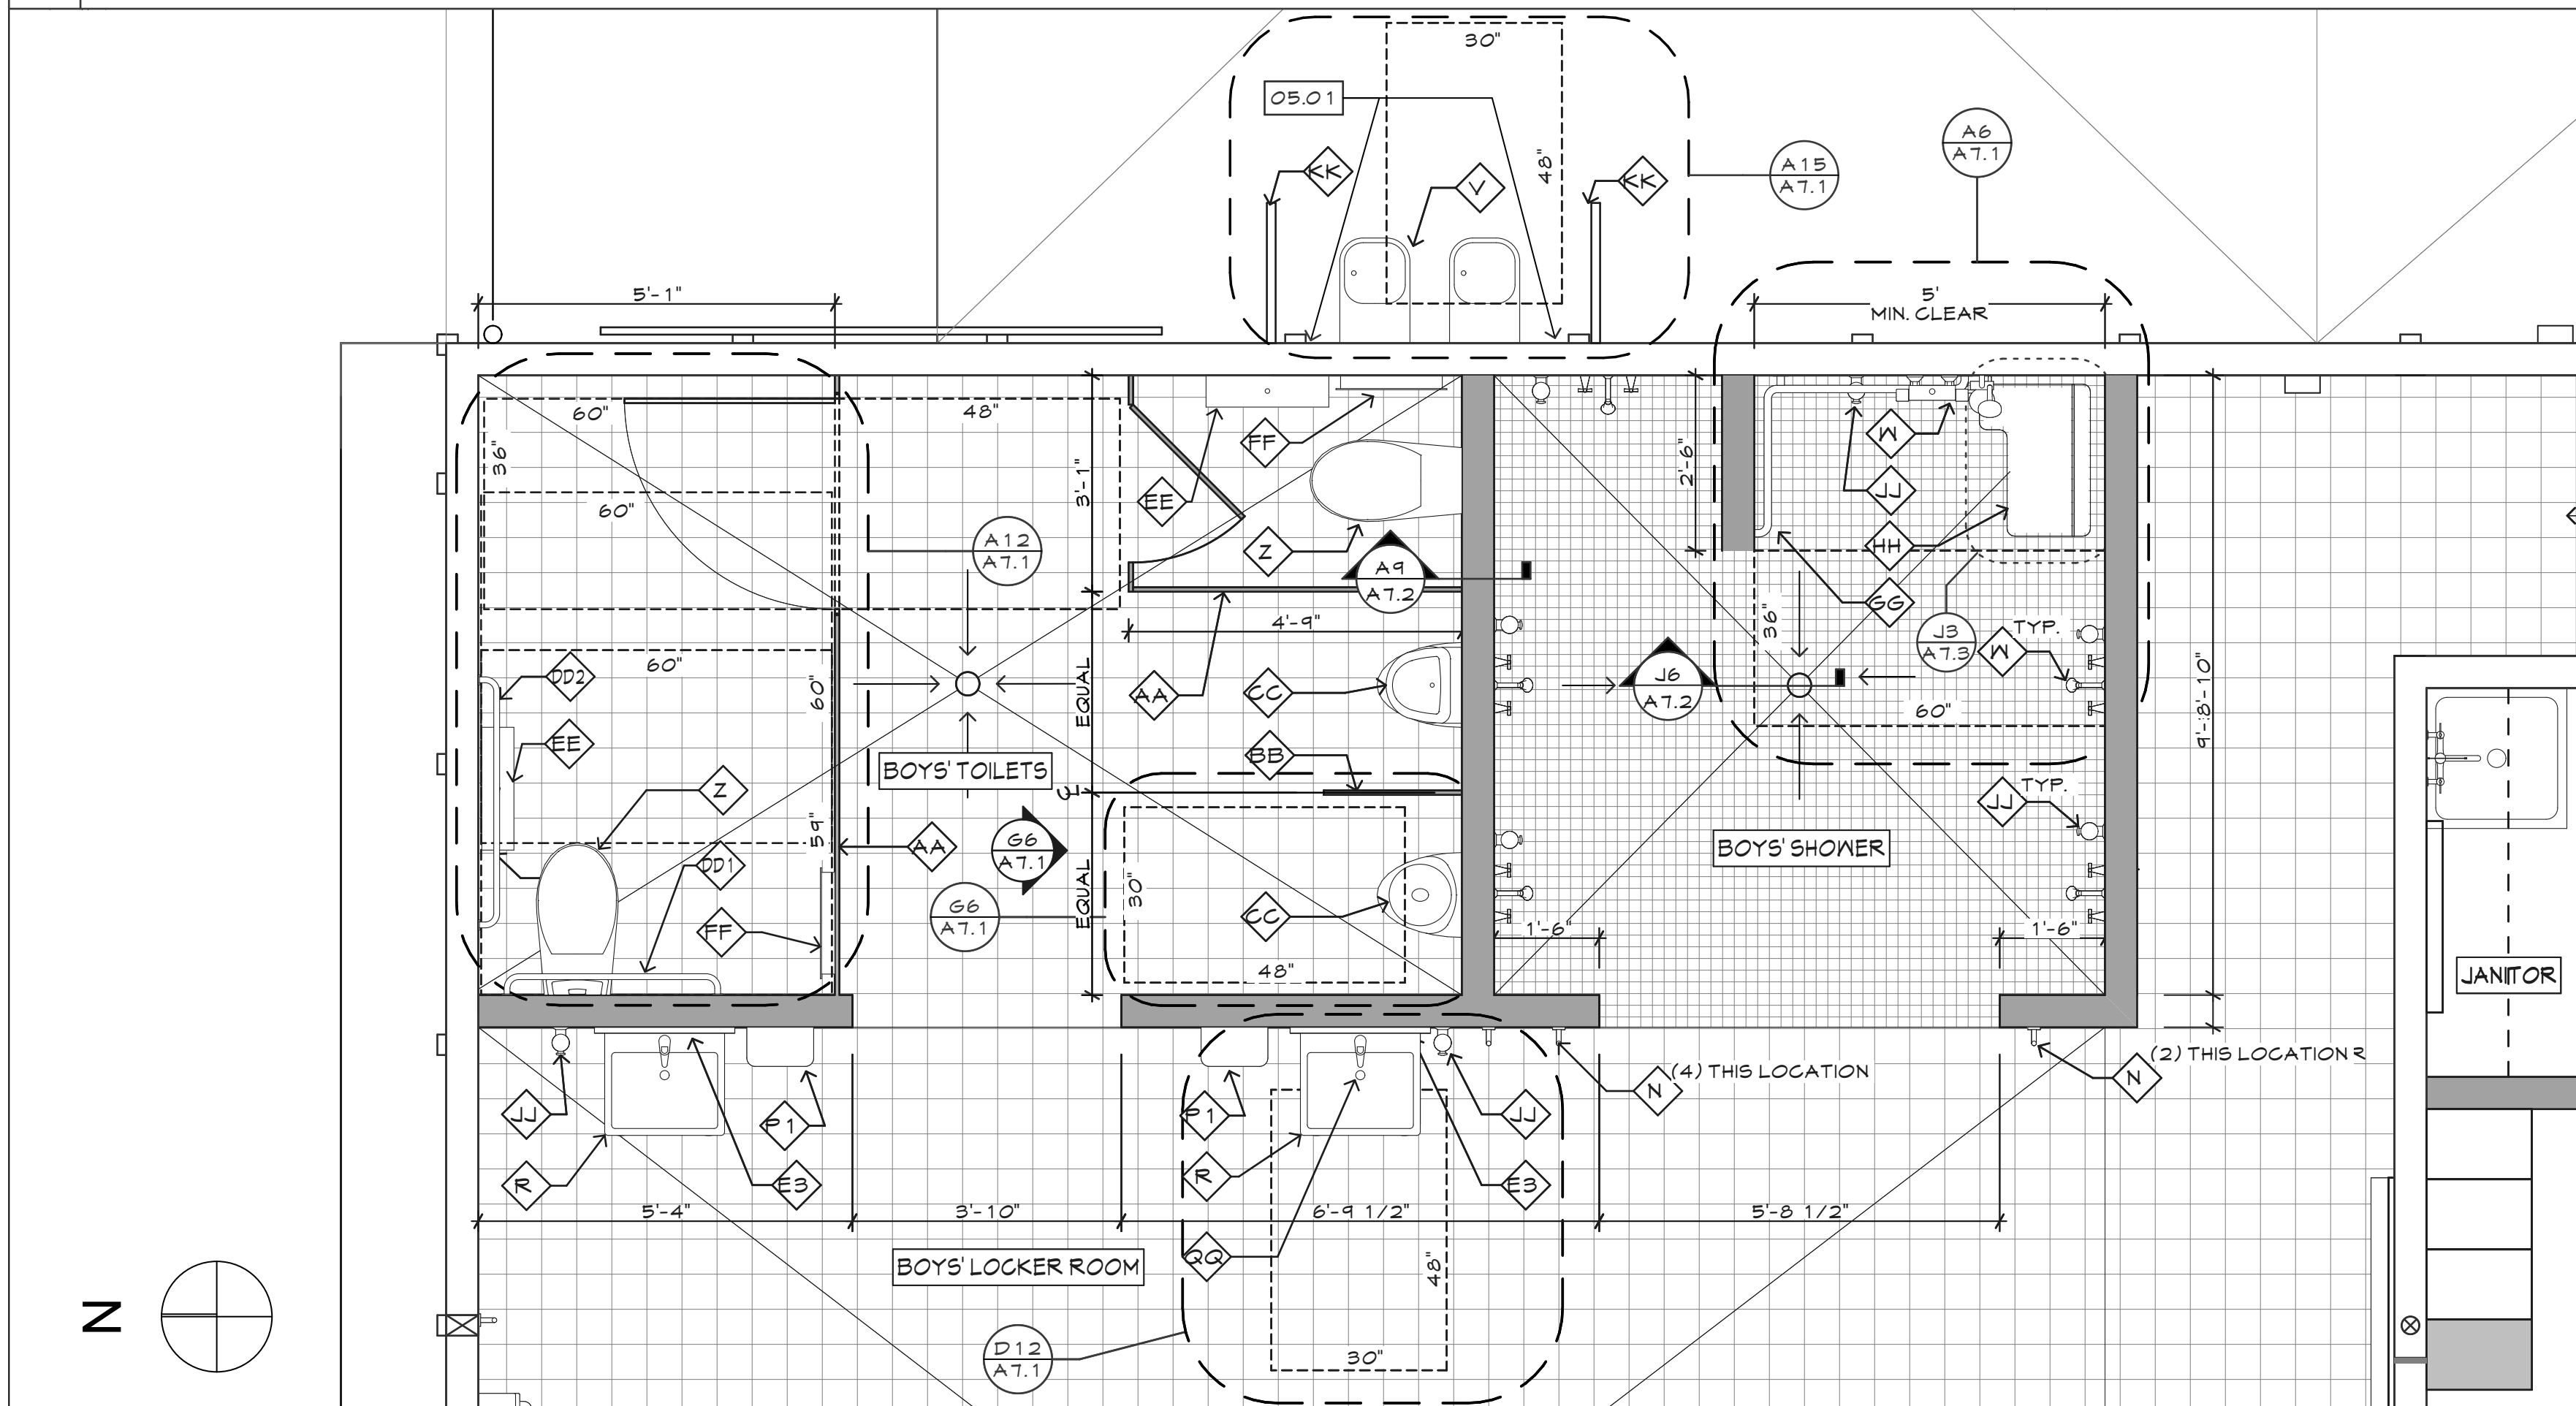 30"
05.01
48"
KK
V
KK
A15
A7.1
A6
A7.1
5'-1"
5'
MIN. CLEAR
60"
48"
36"
60"
3'-1"
FF
EE
Z
A12
A7.1
A9
A7.2
2'-6"
W
JJ
HH
GG
36"
J3
A7.3
W
TYP.
4'-9"
60"
60"
DD2
EE
EQUAL
AA
CC
BB
J6
A7.2
60"
9'-8'-10"
BOYS' TOILETS
Z
59"
AA
DD1
FF
G6
A7.1
G6
A7.1
EQUAL
30"
CC
48"
BOYS' SHOWER
JJ
TYP.
1'-6"
1'-6"
JANITOR
JJ
P1
R
E3
P1
R
JJ
E3
N
(4) THIS LOCATION
N
(2) THIS LOCATION R
5'-4"
3'-10"
6'-9 1/2"
5'-8 1/2"
BOYS' LOCKER ROOM
QQ
48"
30"
D12
A7.1
N